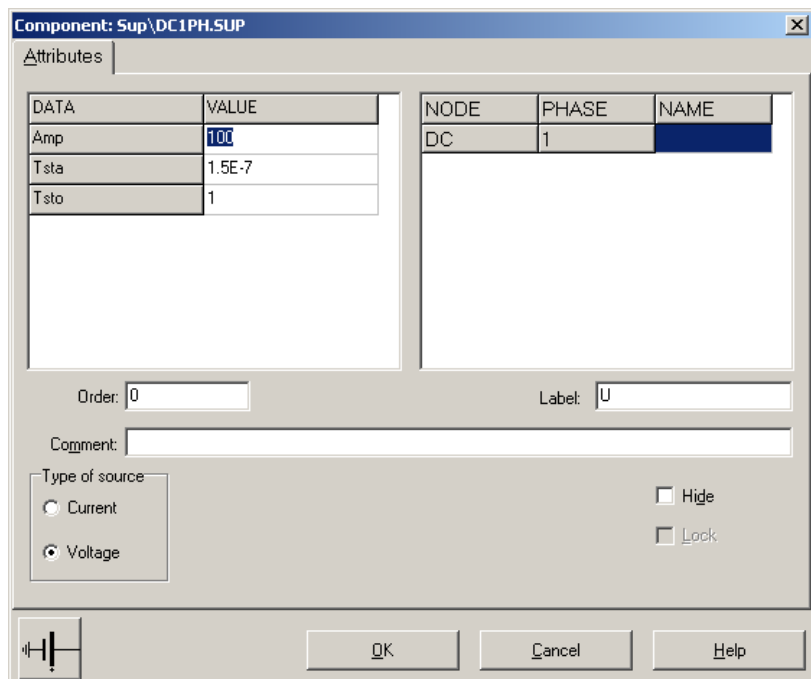 Component: Sup\DC1PH.SUP
Attributes
DATA VALUE
Amp 100
Tsta 1.5E-7
Tsto 1
NODE PHASE NAME
DC 1
Order: 0
Label: U
Comment:
Type of source
Current
Voltage
Hide
Lock
OK Cancel Help